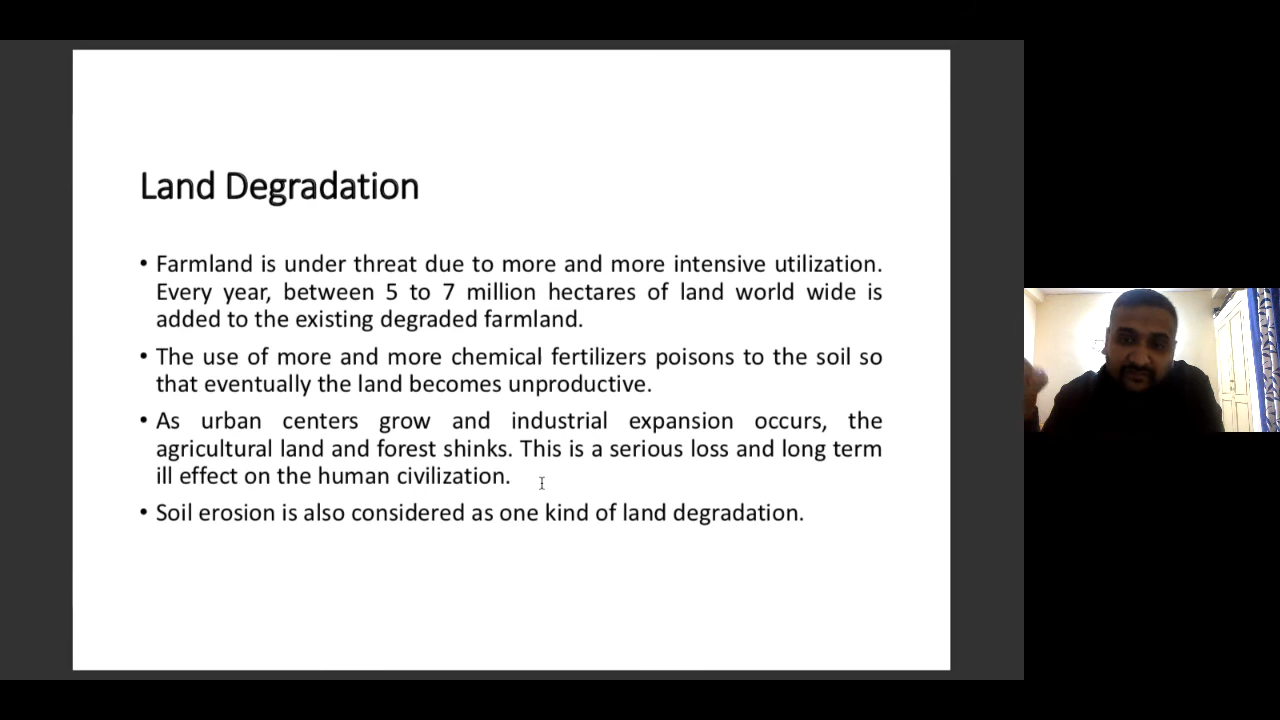 Land Degradation
• Farmland is under threat due to more and more intensive utilization.
Every year, between 5 to 7 million hectares of land world wide is
added to the existing degraded farmland.
• The use of more and more chemical fertilizers poisons to the soil so
that eventually the land becomes unproductive.
• As urban centers grow and industrial expansion occurs, the
agricultural land and forest shinks. This is a serious loss and long term
ill effect on the human civilization.
• Soil erosion is also considered as one kind of land degradation.